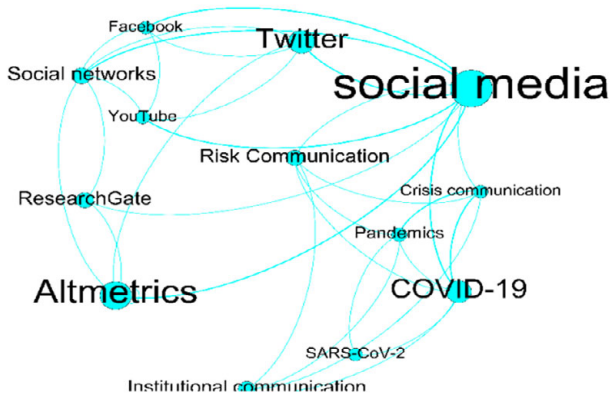 Facebook
Twitter
Social networks
social media
YouTube
Risk Communication
Crisis communication
ResearchGate
Pandemics
Altmetrics
COVID-19
SARS-CoV-2
Institutional communication